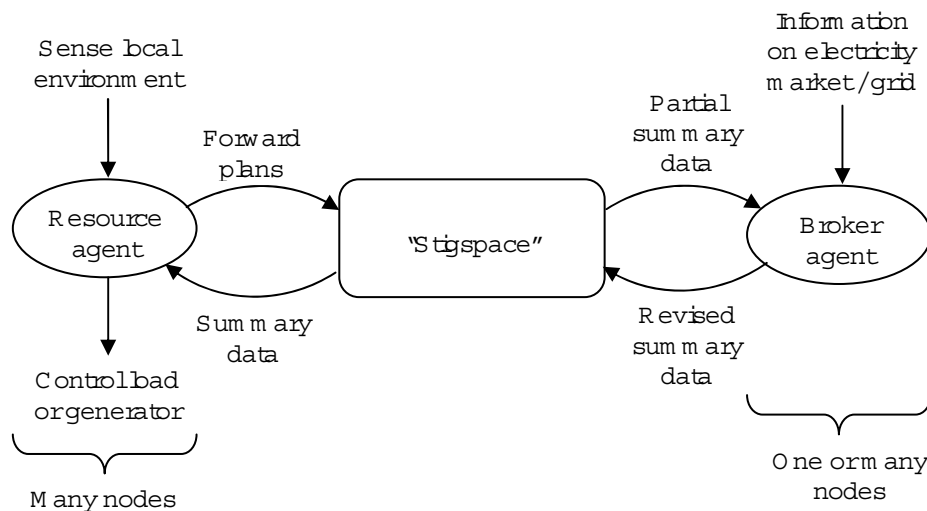 Sense local
environment
Forward
plans
Resource
agent
Summary
data
Control load
or generator
Many nodes
"Stigspace"
Partial
summary
data
Information
on electricity
market/grid
Broker
agent
Revised
summary
data
One or many
nodes